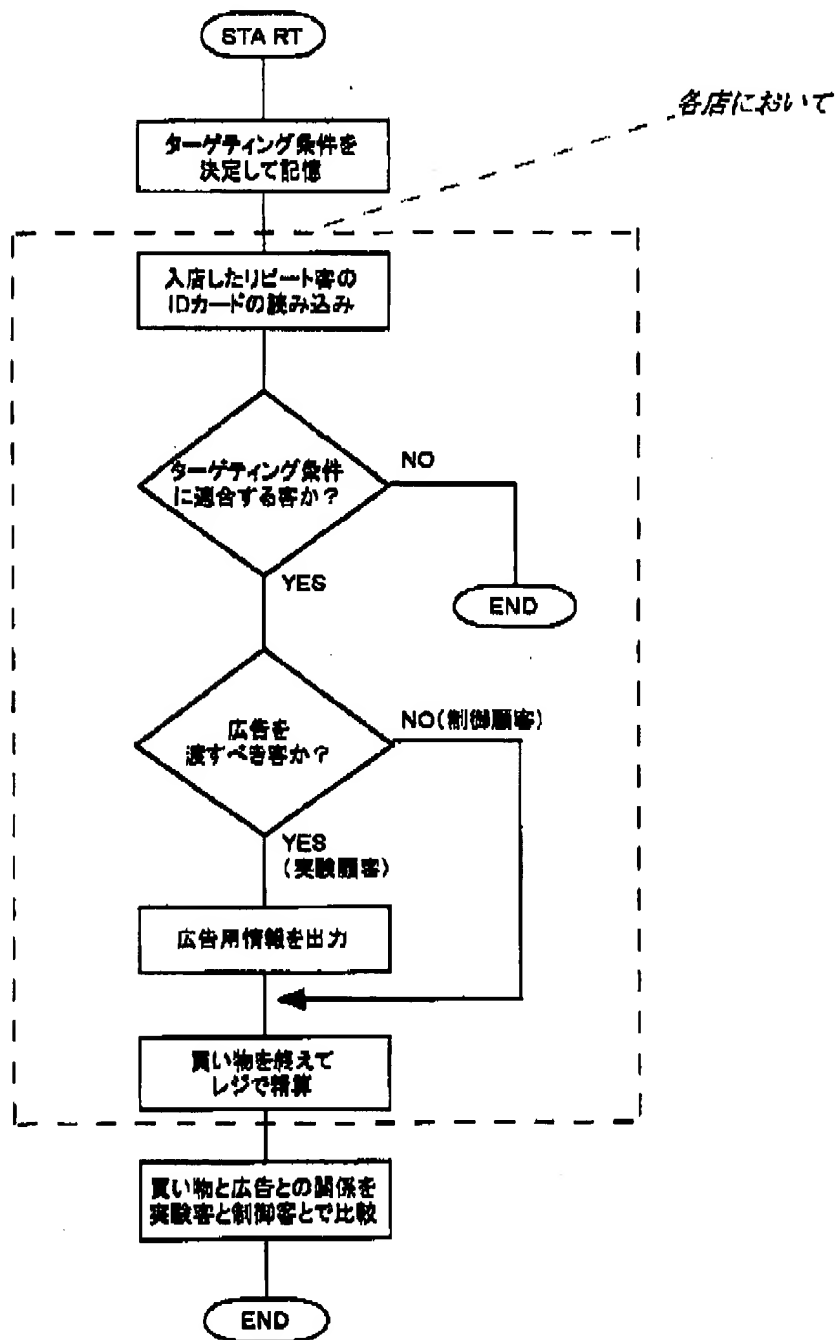 START
各店において
ターゲティング条件を
決定して記憶
入店したリピート客の
IDカードの読み込み
ターゲティング条件
に適合する客か？
NO
YES
END
広告を
渡すべき客か？
NO(制御顧客)
YES
(実験顧客)
広告用情報を出力
買い物を終えて
レジで精算
買い物と広告との関係を
実験客と制御客とで比較
END